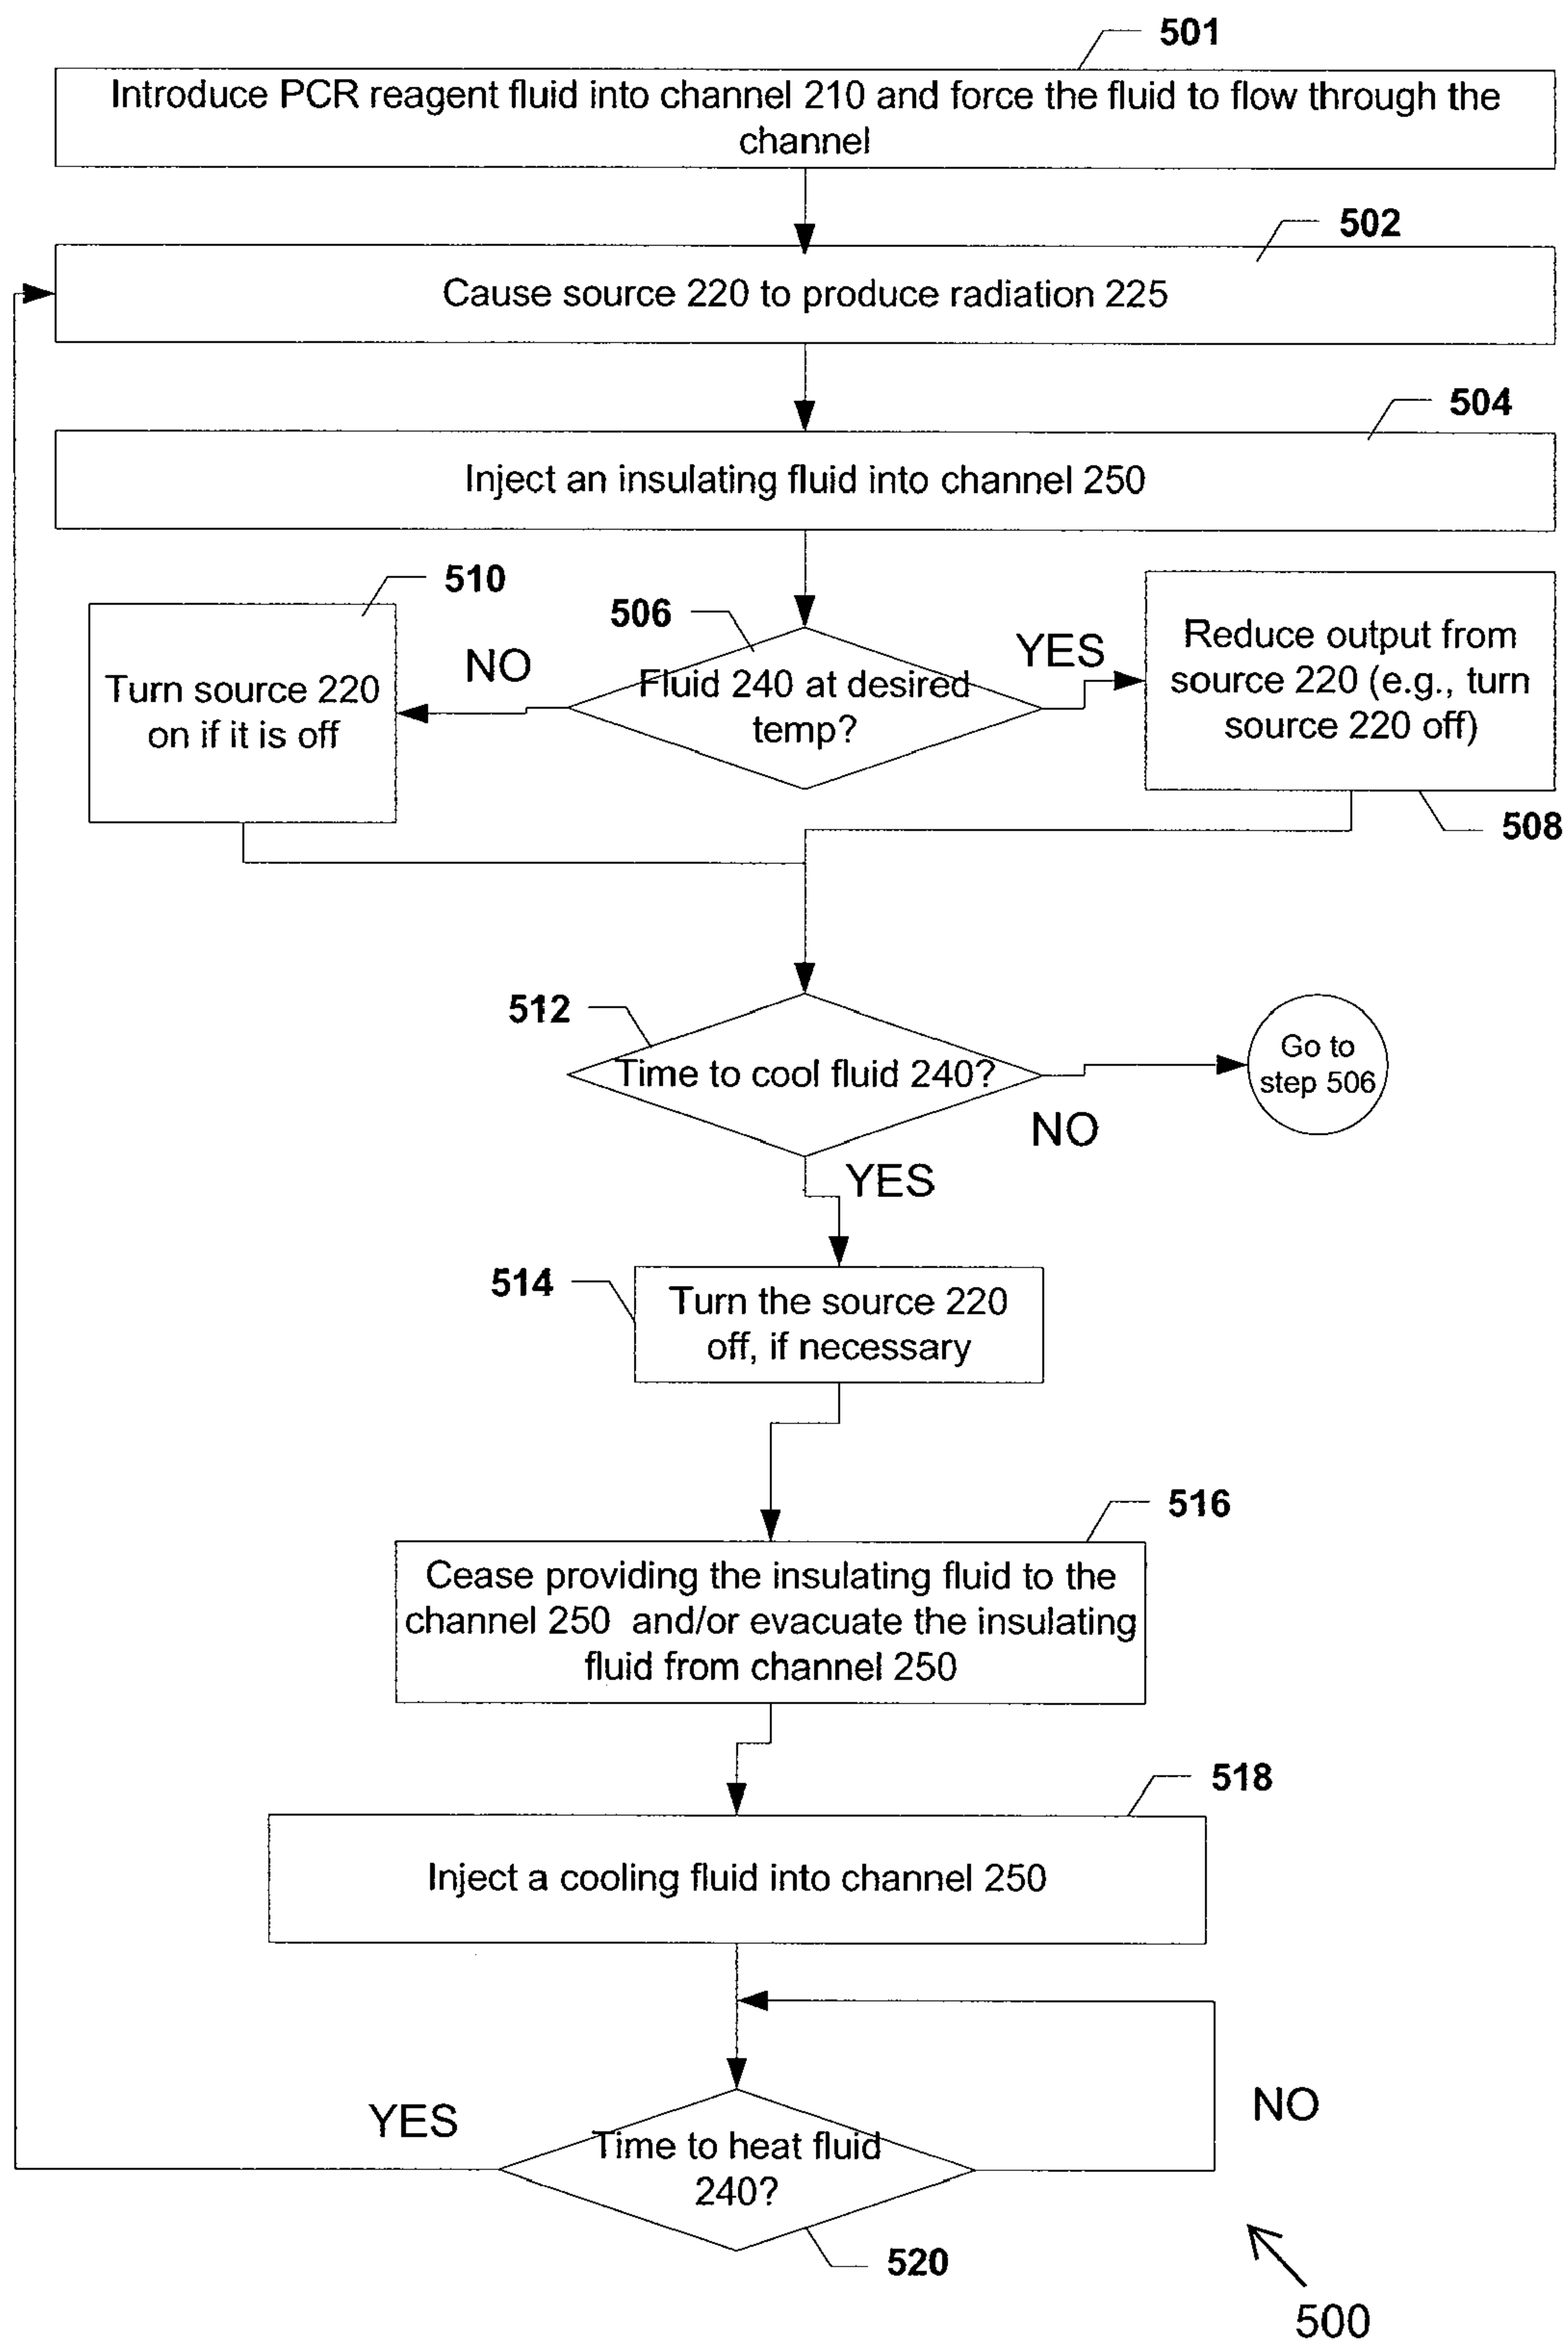 501
Introduce PCR reagent fluid into channel 210 and force the fluid to flow through the
channel
502
Cause source 220 to produce radiation 225
504
Inject an insulating fluid into channel 250
510
Turn source 220
on if it is off
NO
506
Fluid 240 at desired
temp?
YES
Reduce output from
source 220 (e.g., turn
source 220 off)
508
512
Time to cool fluid 240?
NO
Go to
step 506
YES
514
Turn the source 220
off, if necessary
516
Cease providing the insulating fluid to the
channel 250 and/or evacuate the insulating
fluid from channel 250
518
Inject a cooling fluid into channel 250
YES
Time to heat fluid
240?
NO
520
500